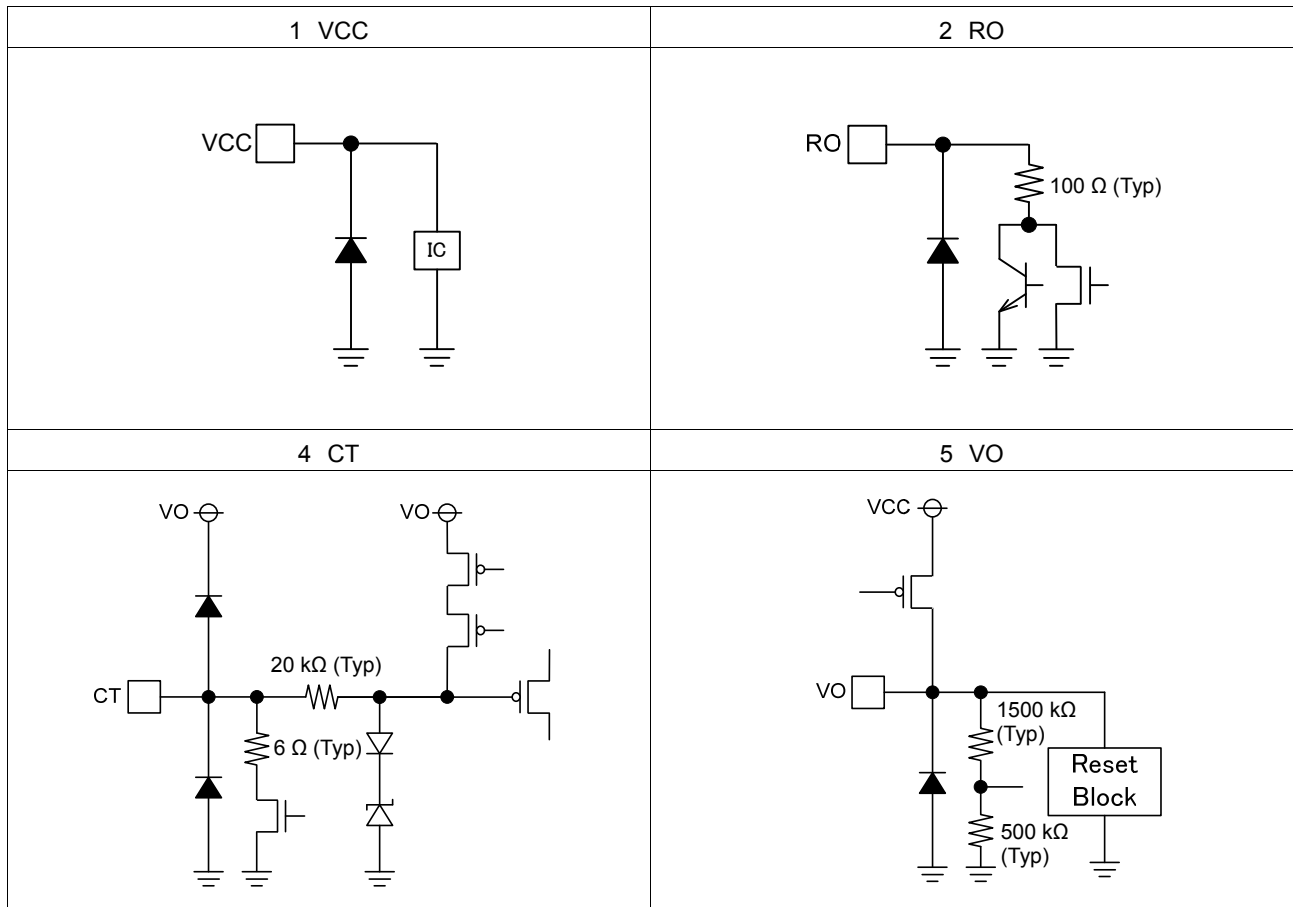 1 VCC
2 RO
VCC
IC
RO
100 Ω (Typ)
4 CT
5 VO
VO
VO
20 kΩ (Typ)
CT
6 Ω (Typ)
VCC
VO
1500 kΩ
(Typ)
Reset
Block
500 kΩ
(Typ)